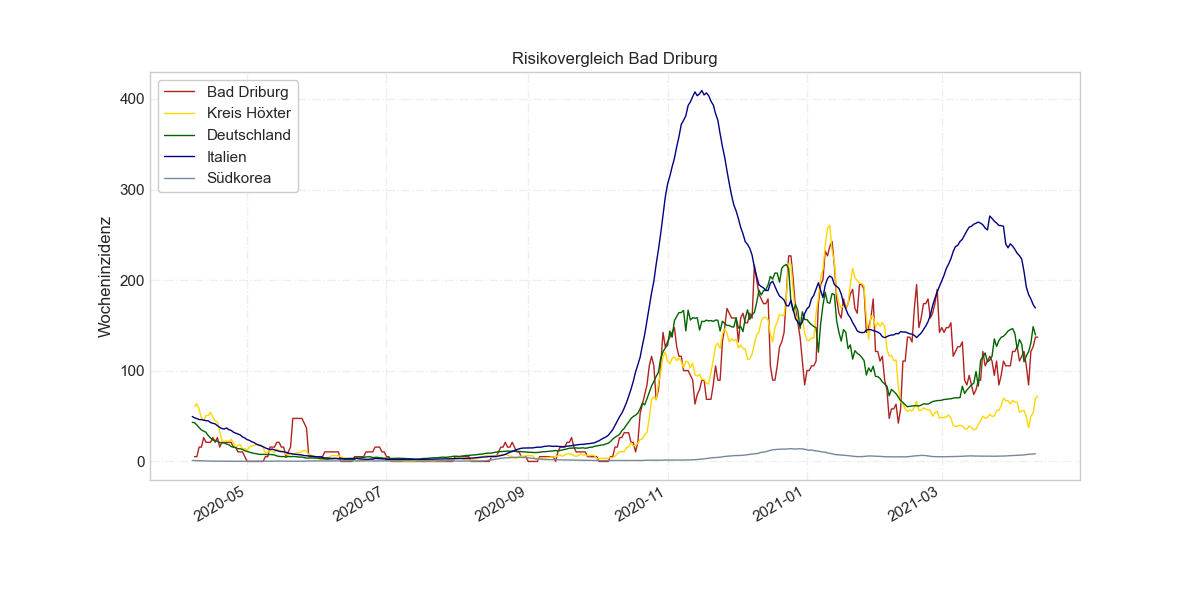 Risikovergleich Bad Driburg
Wocheninzidenz
400
300
200
100
0
Bad Driburg
Kreis Höxter
Deutschland
Italien
Südkorea
2020-05
2020-07
2020-09
2020-11
2021-01
2021-03